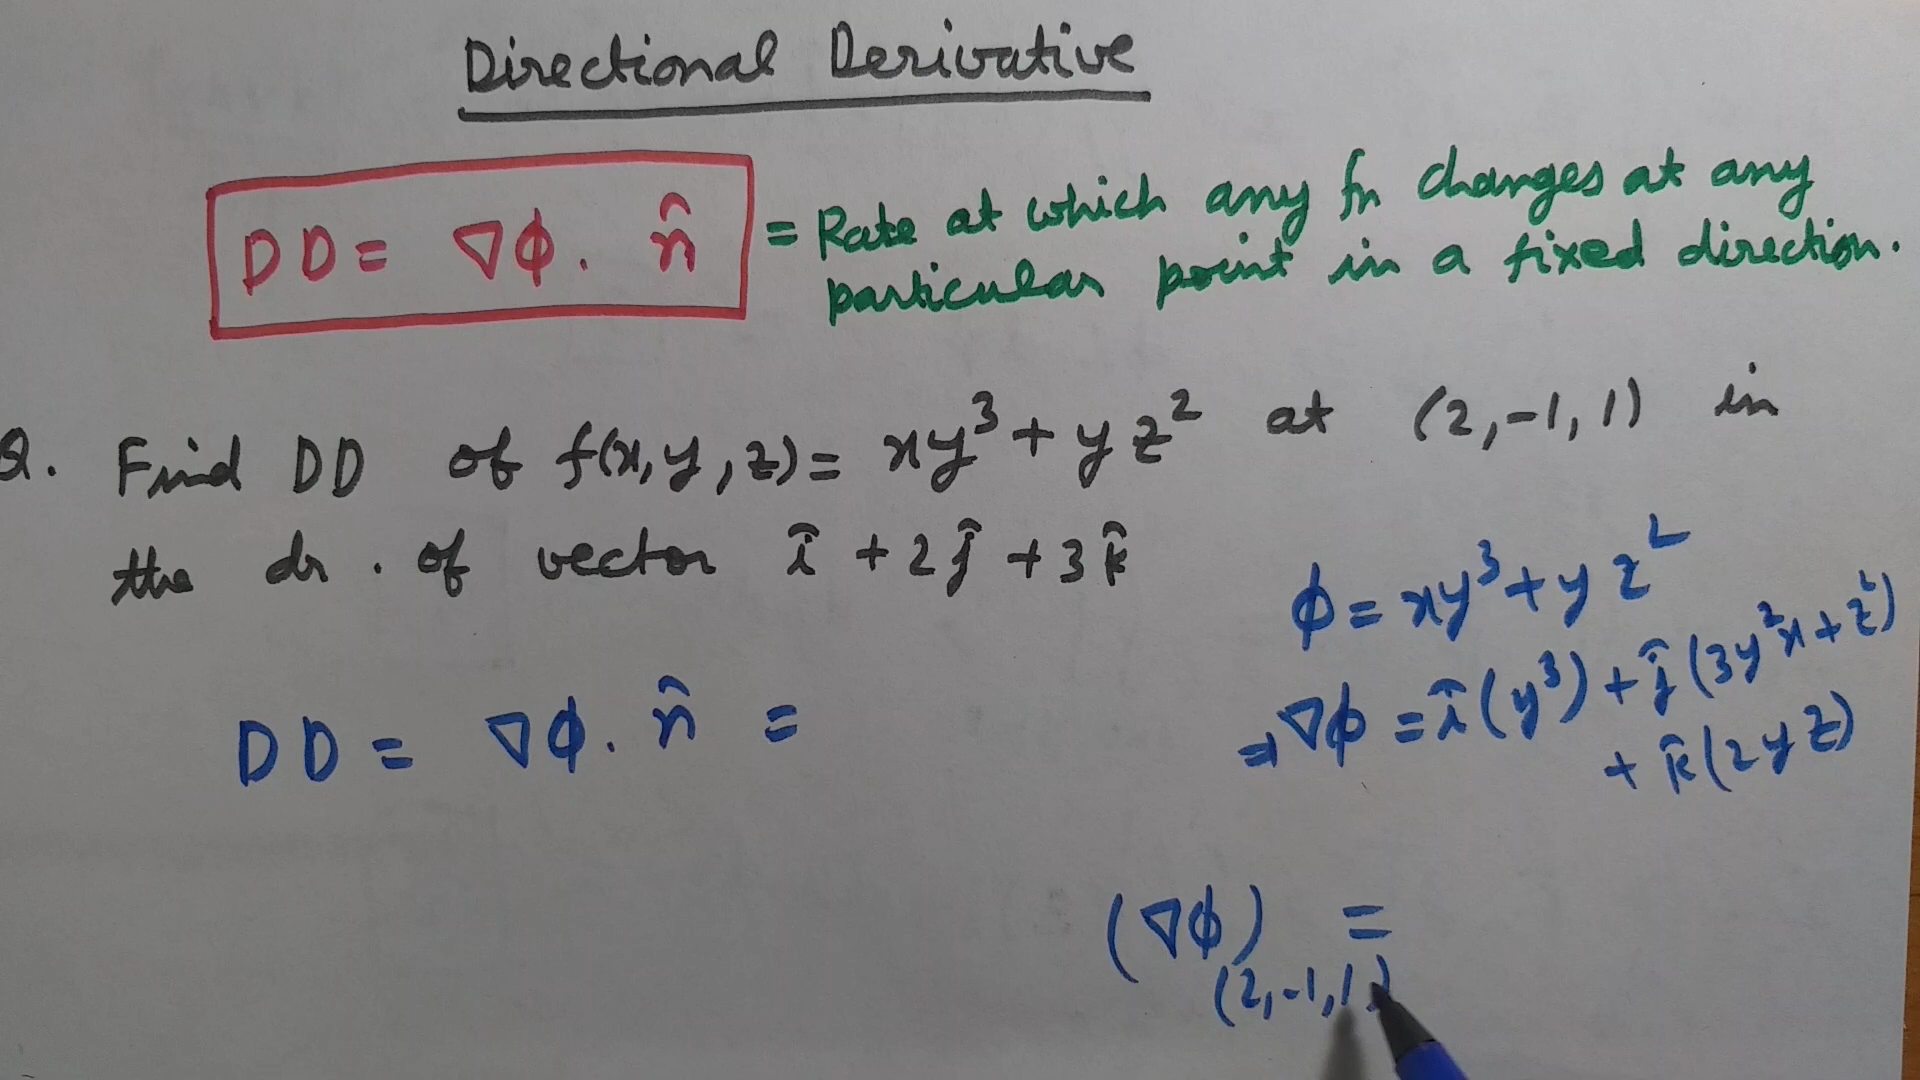 Directional Derivative
DD = ∇ϕ. n̂ = Rate at which any fn changes at any
particular point in a fixed direction.
Q. Find DD of f(x,y,z) = xy³ + yz² at (2,-1,1) in
the dr. of vector î + 2ĵ + 3k̂
ϕ = xy³ + yz²
⇒ ∇ϕ = î(y³) + ĵ(3y²x + z²)
+ k̂(2yz)
DD = ∇ϕ. n̂ =
(∇ϕ)(2,-1,1) =